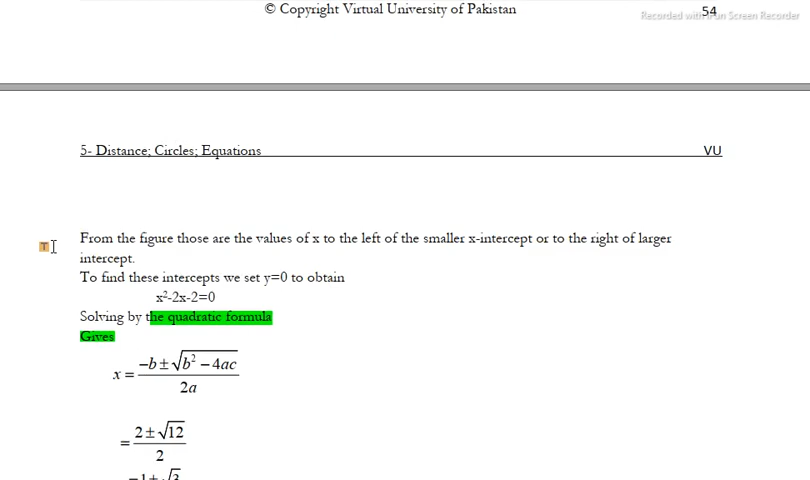 © Copyright Virtual University of Pakistan 54
Recorded with iFun Screen Recorder
5- Distance; Circles; Equations VU
T
From the figure those are the values of x to the left of the smaller x-intercept or to the right of larger
intercept.
To find these intercepts we set y=0 to obtain
x²-2x-2=0
Solving by the quadratic formula
Gives
x = (−b ± √(b² − 4ac)) / 2a
= (2 ± √12) / 2
= 1 ± √3